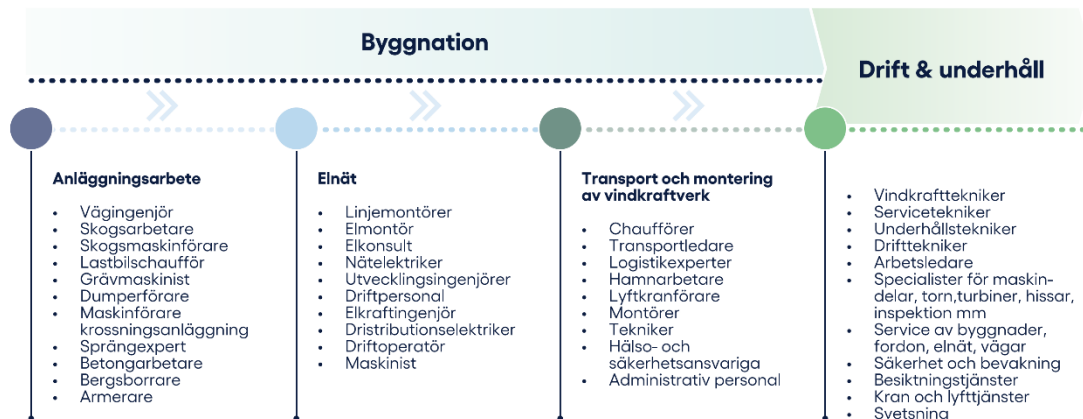 Byggnation
Drift & underhåll
Anläggningsarbete
• Vägingenjör
• Skogsarbetare
• Skogsmaskinförare
• Lastbilschaufför
• Grävmaskinist
• Dumperförare
• Maskinförare
krossningsanläggning
• Sprängexpert
• Betongarbetare
• Bergsborrare
• Armerare
Elnät
• Linjemontörer
• Elmontör
• Elkonsult
• Nätelektriker
• Utvecklingsingenjörer
• Driftpersonal
• Elkraftingenjör
• Dristributionselektriker
• Driftoperatör
• Maskinist
Transport och montering
av vindkraftverk
• Chaufförer
• Transportledare
• Logistikexperter
• Hamnarbetare
• Lyftkranförare
• Montörer
• Tekniker
• Hälso- och
säkerhetsansvariga
• Administrativ personal
• Vindkrafttekniker
• Servicetekniker
• Underhållstekniker
• Drifttekniker
• Arbetsledare
• Specialister för maskin-
delar, torn,turbiner, hissar,
inspektion mm
• Service av byggnader,
fordon, elnät, vägar
• Säkerhet och bevakning
• Besiktningstjänster
• Kran och lyfttjänster
• Svetsning